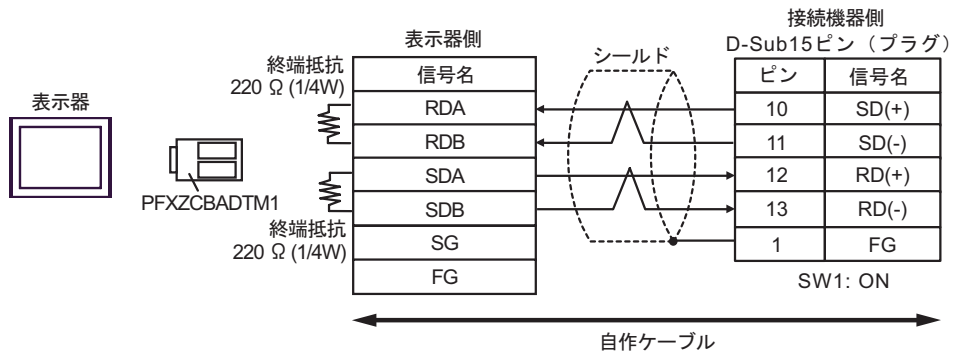 接続機器側
D-Sub15ピン（プラグ）
表示器側
シールド
終端抵抗
220 Ω (1/4W)
表示器
PFXZCBADTM1
終端抵抗
220 Ω (1/4W)
信号名
RDA
RDB
SDA
SDB
SG
FG
ピン 信号名
10 SD(+)
11 SD(-)
12 RD(+)
13 RD(-)
1 FG
SW1: ON
自作ケーブル